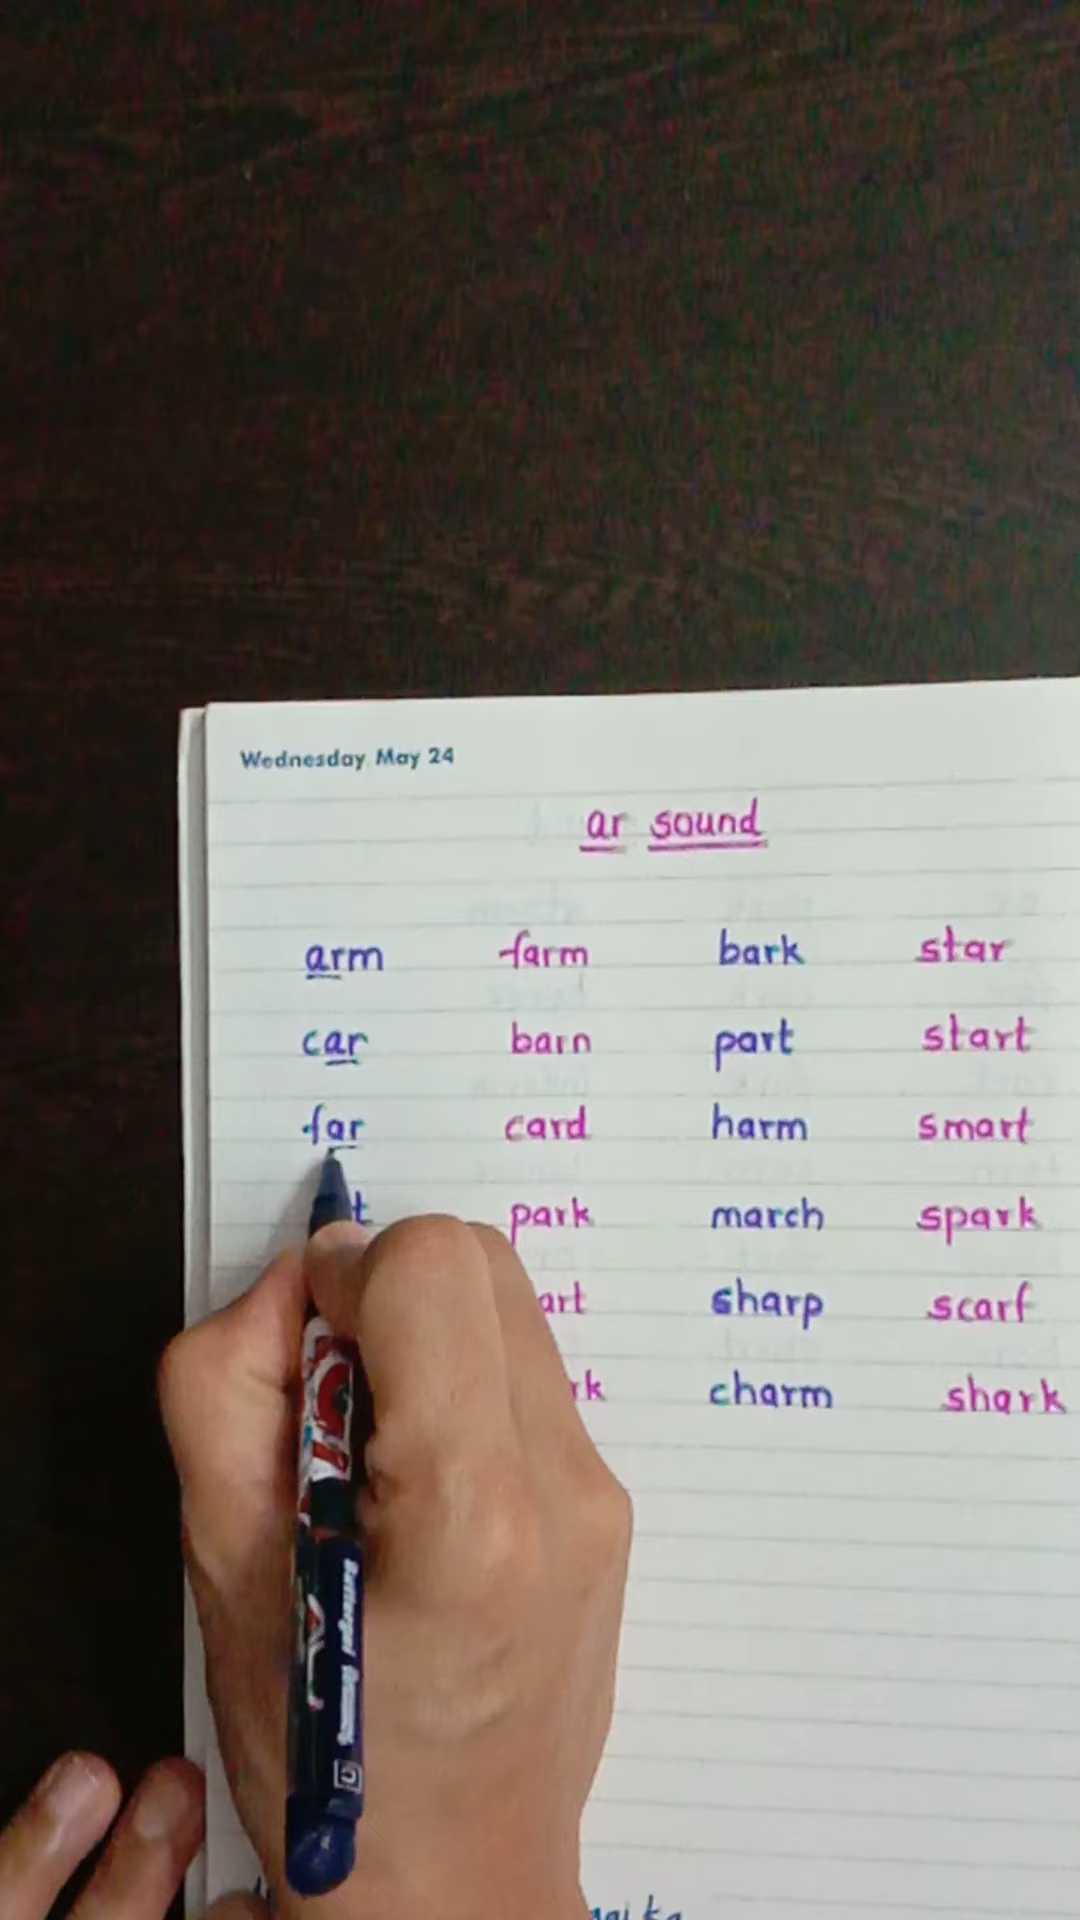 Wednesday, May 24
ar sound
arm farm bark star
car barn part start
far card harm smart
park march spark
sharp scarf
charm shark